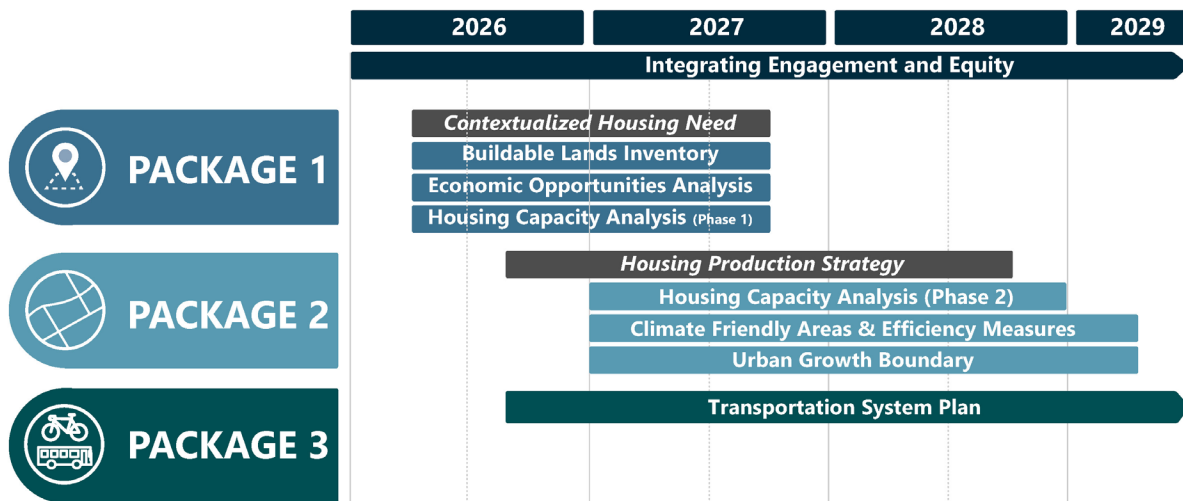 2026 2027 2028 2029
Integrating Engagement and Equity
PACKAGE 1
Contextualized Housing Need
Buildable Lands Inventory
Economic Opportunities Analysis
Housing Capacity Analysis (Phase 1)
PACKAGE 2
Housing Production Strategy
Housing Capacity Analysis (Phase 2)
Climate Friendly Areas & Efficiency Measures
Urban Growth Boundary
PACKAGE 3
Transportation System Plan